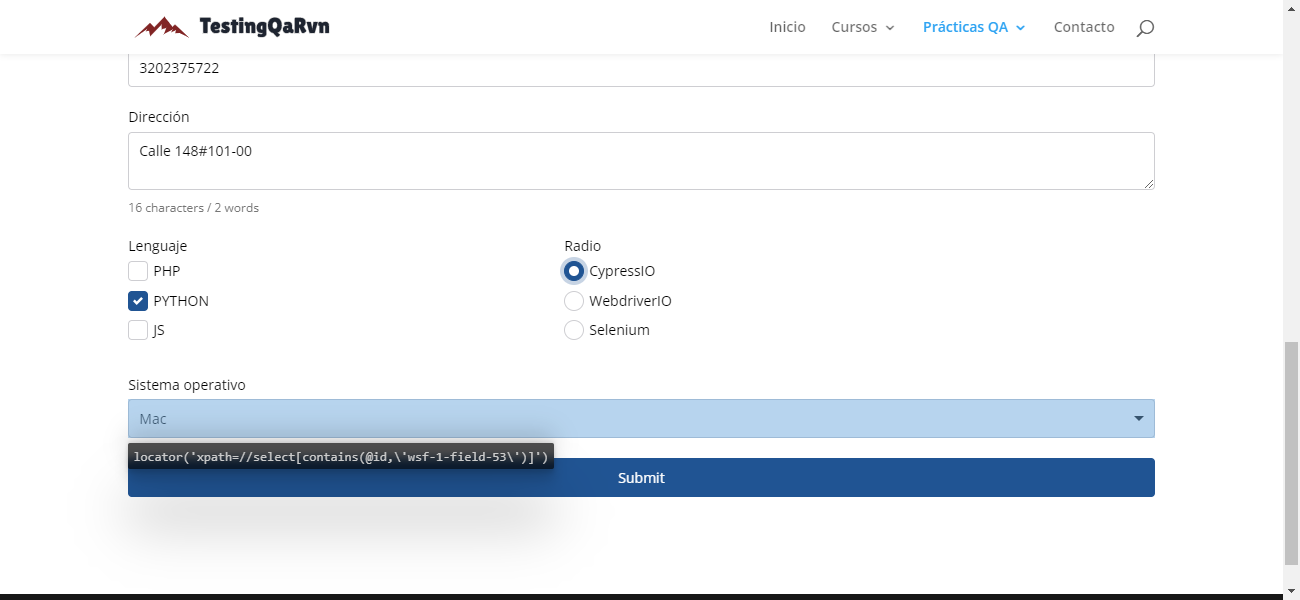 TestingQaRvn
Inicio Cursos Prácticas QA Contacto
3202375722
Dirección
Calle 148#101-00
16 characters / 2 words
Lenguaje
PHP
PYTHON
JS
Radio
CypressIO
WebdriverIO
Selenium
Sistema operativo
Mac
locator('xpath=//select[contains(@id,\'wsf-1-field-53\')]')
Submit